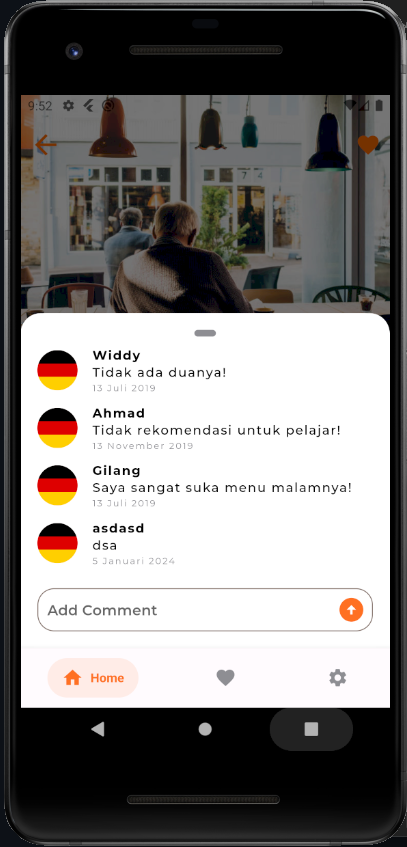 9:52
Widdy
Tidak ada duanya!
13 Juli 2019
Ahmad
Tidak rekomendasi untuk pelajar!
13 November 2019
Gilang
Saya sangat suka menu malamnya!
13 Juli 2019
asdasd
dsa
5 Januari 2024
Add Comment
Home